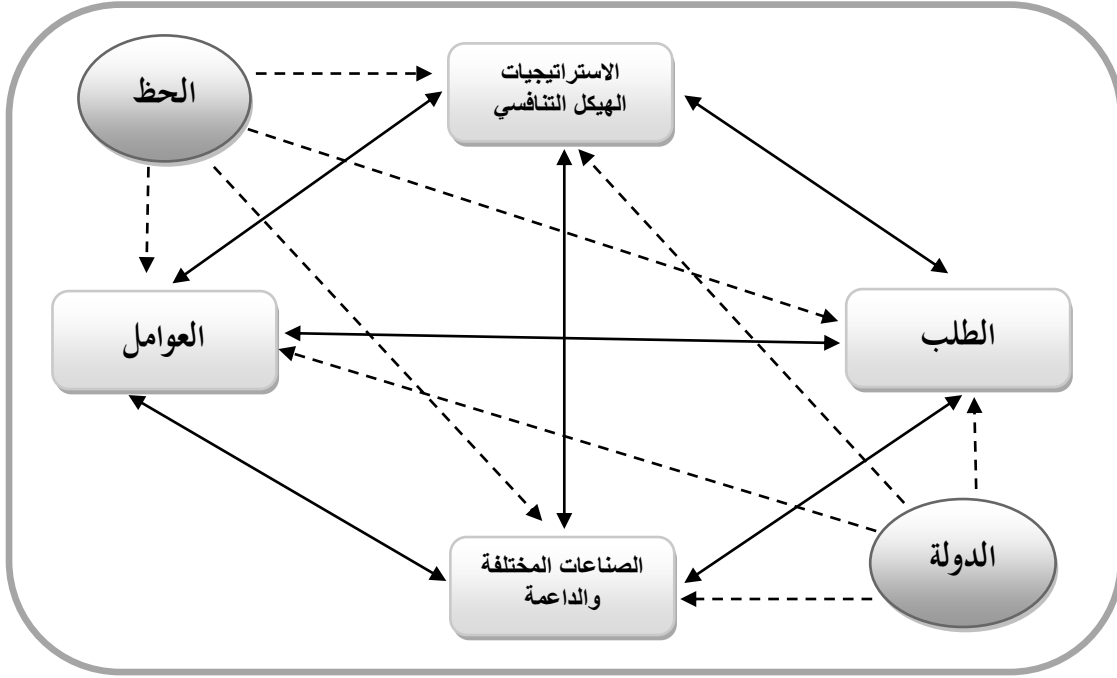 الحظ
الاستراتيجيات
الهيكل التنافسي
العوامل
الطلب
الصناعات المختلفة
والداعمة
الدولة